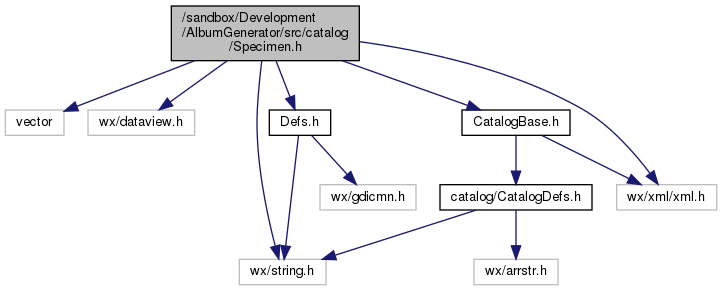 /sandbox/Development
/AlbumGenerator/src/catalog
/Specimen.h
vector
wx/dataview.h
Defs.h
CatalogBase.h
wx/gdicmn.h
catalog/CatalogDefs.h
wx/xml/xml.h
wx/string.h
wx/arrstr.h